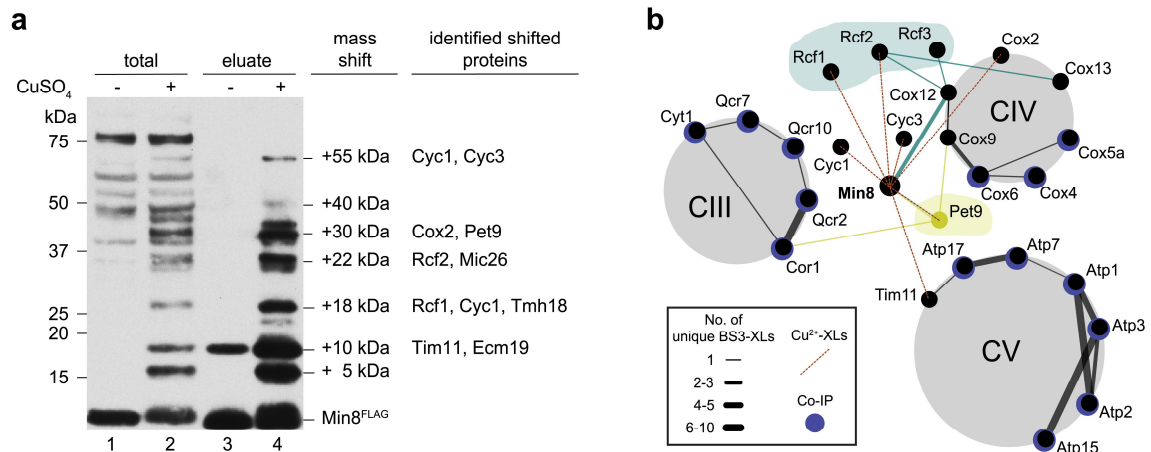 a
total
eluate
mass shift
identified shifted proteins
CuSO4 - + - +
kDa
75
50
37
25
20
15
+55 kDa Cyc1, Cyc3
+40 kDa
+30 kDa Cox2, Pet9
+22 kDa Rcf2, Mic26
+18 kDa Rcf1, Cyc1, Tmh18
+10 kDa Tim11, Ecm19
+ 5 kDa
Min8FLAG
1 2 3 4
b
Rcf1
Rcf2
Rcf3
Cox2
Cox13
Cox12
CIV
Cyc3
Cox9
Cox5a
Cyc1
Cox6
Cox4
Min8
Pet9
Cyt1
Qcr7
Qcr10
CIII
Qcr2
Cor1
Atp17
Atp7
Atp1
Tim11
Atp3
CV
Atp2
Atp15
No. of
unique BS3-XLs
1
2-3
4-5
6-10
Cu2+-XLs
Co-IP